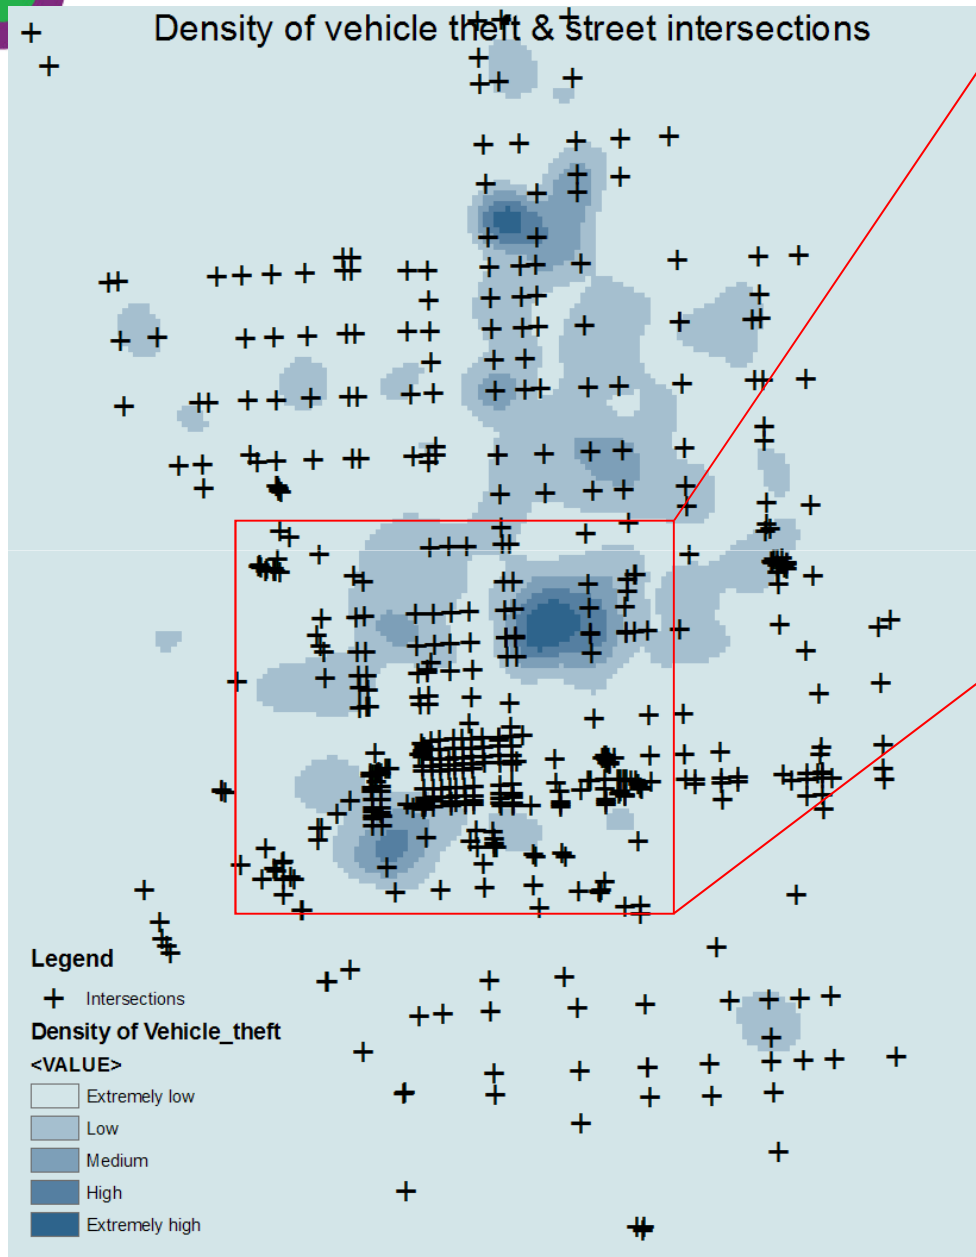 Density of vehicle theft & street intersections
Legend
Intersections
Density of Vehicle_theft
<VALUE>
Extremely low
Low
Medium
High
Extremely high